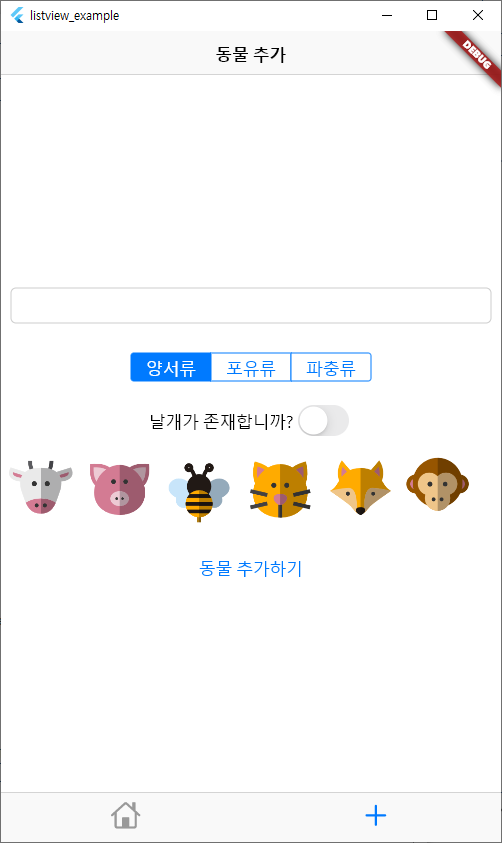 listview_example
동물 추가
DEBUG
양서류 포유류 파충류
날개가 존재합니까?
동물 추가하기